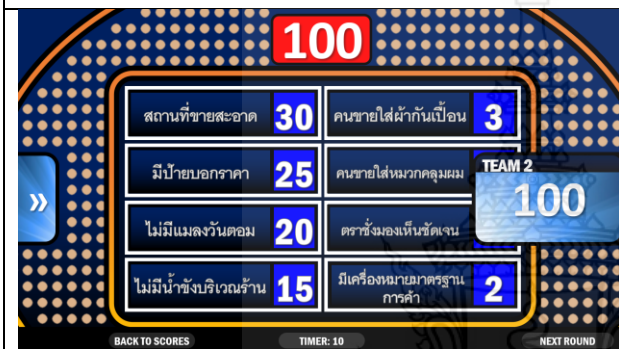 100
สถานที่ขายสะอาด 30
คนขายใส่ผ้ากันเปื้อน 3
มีป้ายบอกราคา 25
คนขายใส่หมวกคลุมผม
TEAM 2
100
ไม่มีแมลงวันตอม 20
ตราชั่งมองเห็นชัดเจน
ไม่มีน้ำขังบริเวณร้าน 15
มีเครื่องหมายมาตรฐาน
การค้า 2
BACK TO SCORES
TIMER: 10
NEXT ROUND